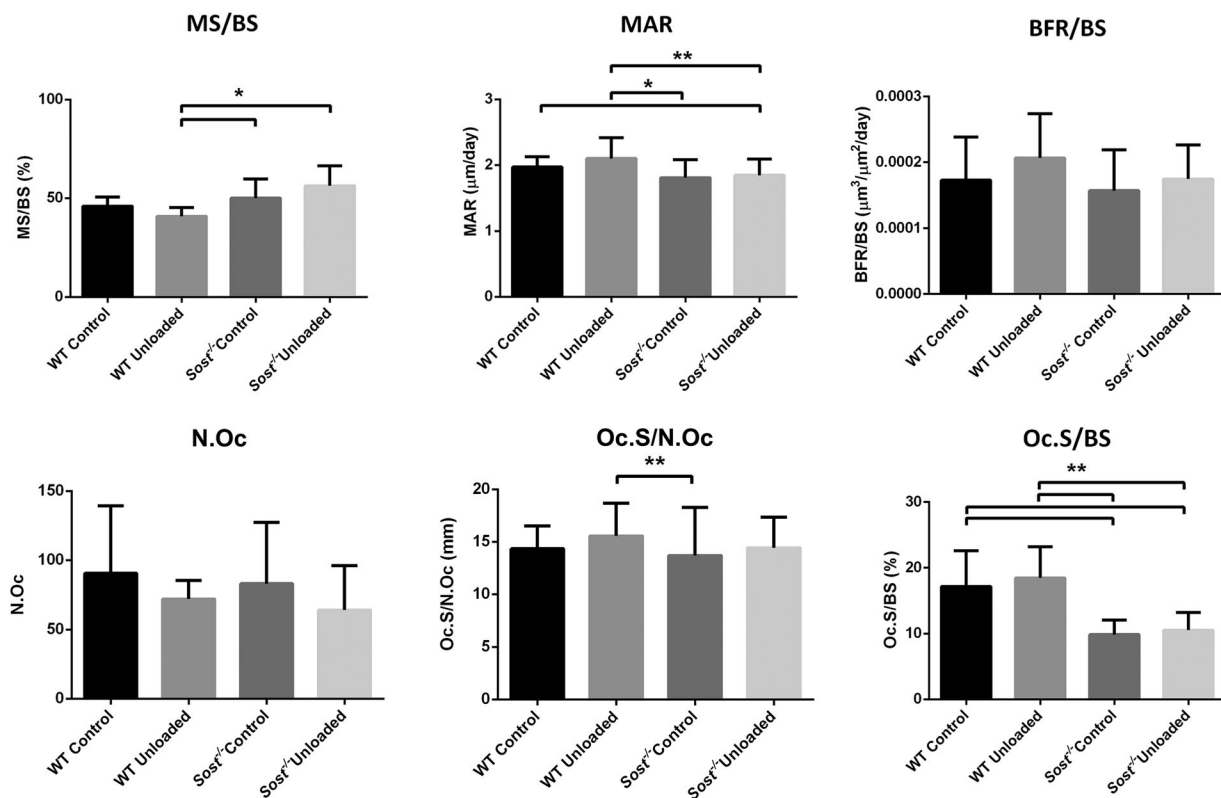 MS/BS
*
MS/BS (%)
100
50
0
WT Control
WT Unloaded
Sost⁻/⁻Control
Sost⁻/⁻Unloaded
MAR
**
*
MAR (μm/day)
3
2
1
0
WT Control
WT Unloaded
Sost⁻/⁻Control
Sost⁻/⁻Unloaded
BFR/BS
BFR/BS (μm³/μm²/day)
0.0003
0.0002
0.0001
0.0000
WT Control
WT Unloaded
Sost⁻/⁻ Control
Sost⁻/⁻ Unloaded
N.Oc
N.Oc
150
100
50
0
WT Control
WT Unloaded
Sost⁻/⁻Control
Sost⁻/⁻Unloaded
Oc.S/N.Oc
**
Oc.S/N.Oc (mm)
20
15
10
5
0
WT Control
WT Unloaded
Sost⁻/⁻Control
Sost⁻/⁻Unloaded
Oc.S/BS
**
Oc.S/BS (%)
30
20
10
0
WT Control
WT Unloaded
Sost⁻/⁻Control
Sost⁻/⁻Unloaded